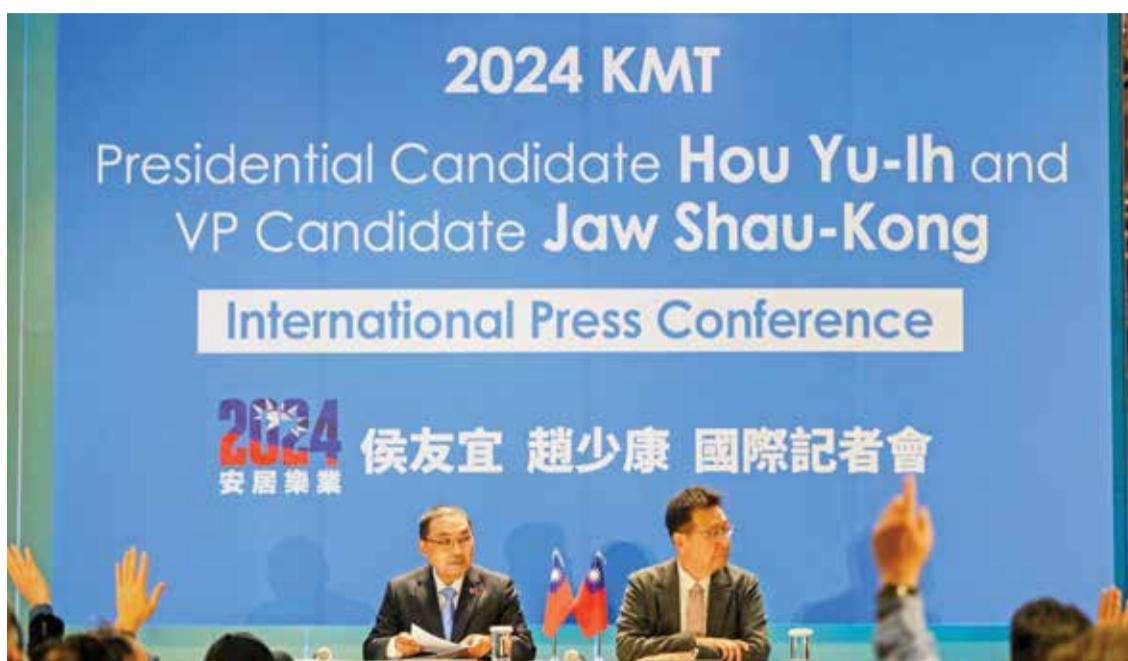 2024 KMT
Presidential Candidate Hou Yu-Ih and
VP Candidate Jaw Shau-Kong
International Press Conference
2024
安居樂業
侯友宜 趙少康 國際記者會